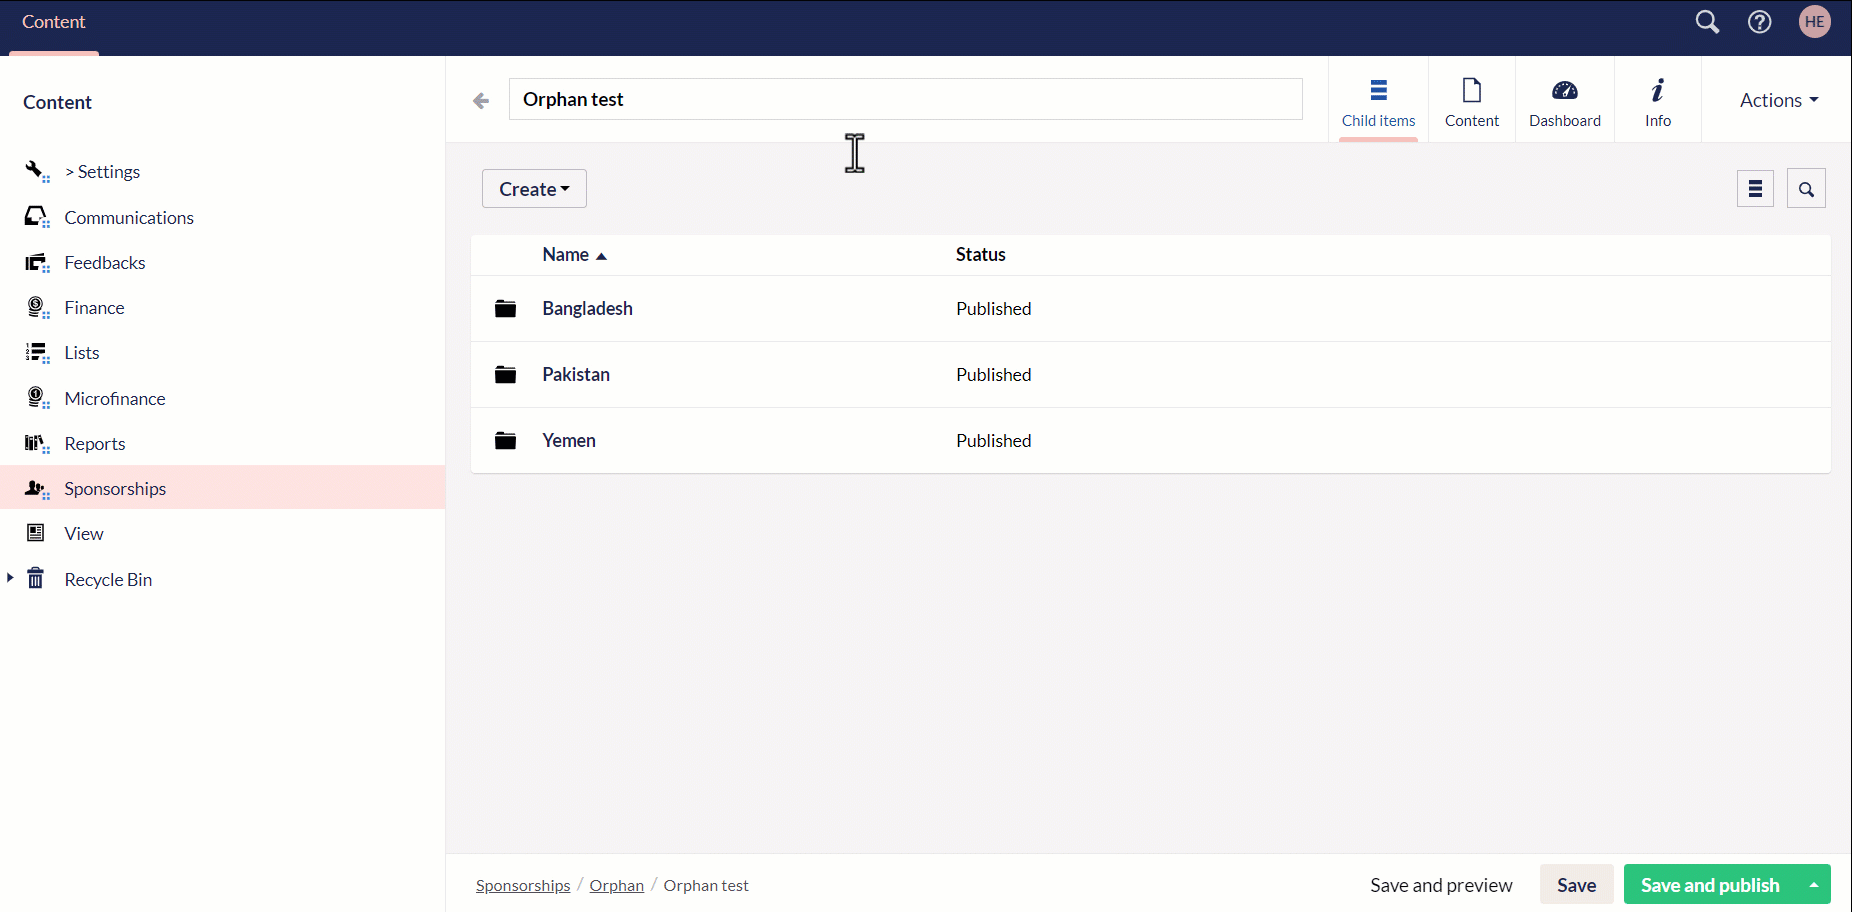 Content
HE
Content
> Settings
Communications
Feedbacks
Finance
Lists
Microfinance
Reports
Sponsorships
View
Recycle Bin
Orphan test
Child items
Content
Dashboard
Info
Actions
Create
Name Status
Bangladesh Published
Pakistan Published
Yemen Published
Sponsorships / Orphan / Orphan test
Save and preview
Save
Save and publish